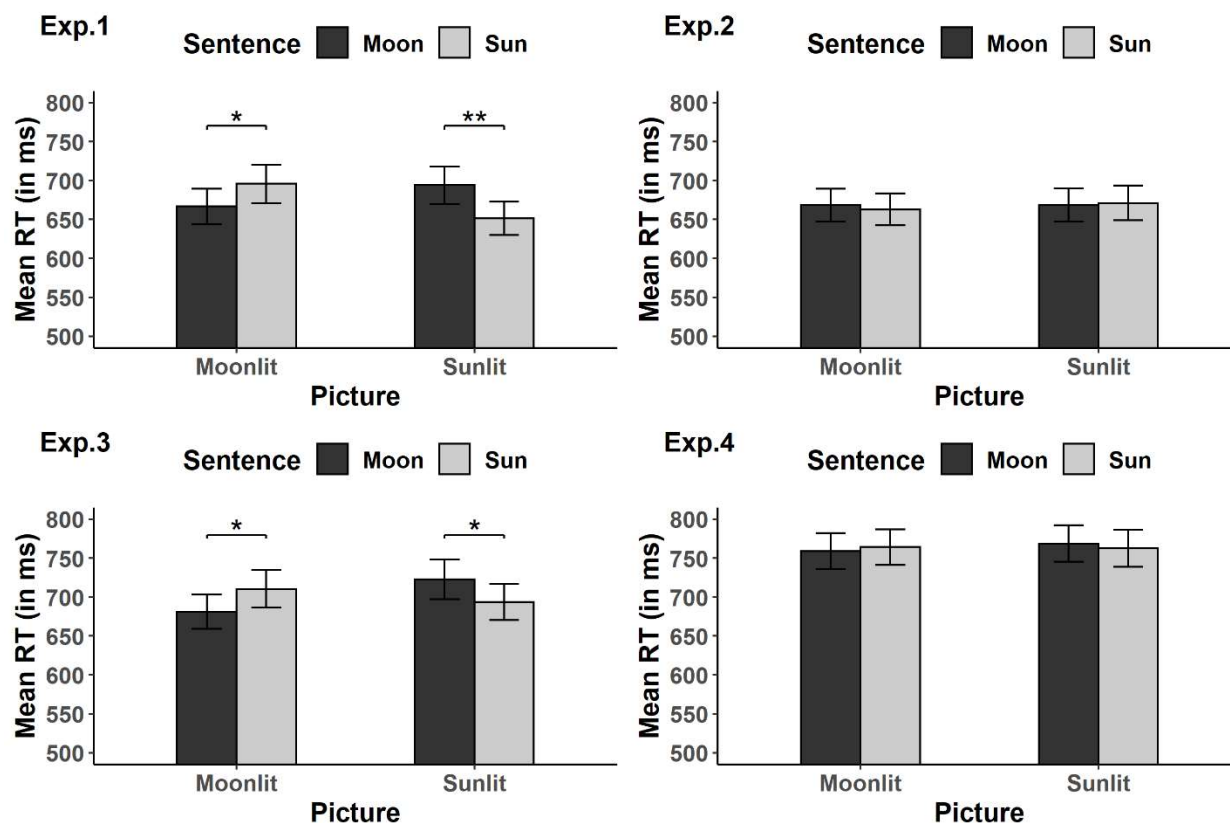 Exp.1
Sentence Moon Sun
Mean RT (in ms)
800
750
700
650
600
550
500
* **
Moonlit Sunlit
Picture
Exp.2
Sentence Moon Sun
Mean RT (in ms)
800
750
700
650
600
550
500
Moonlit Sunlit
Picture
Exp.3
Sentence Moon Sun
Mean RT (in ms)
800
750
700
650
600
550
500
* *
Moonlit Sunlit
Picture
Exp.4
Sentence Moon Sun
Mean RT (in ms)
800
750
700
650
600
550
500
Moonlit Sunlit
Picture